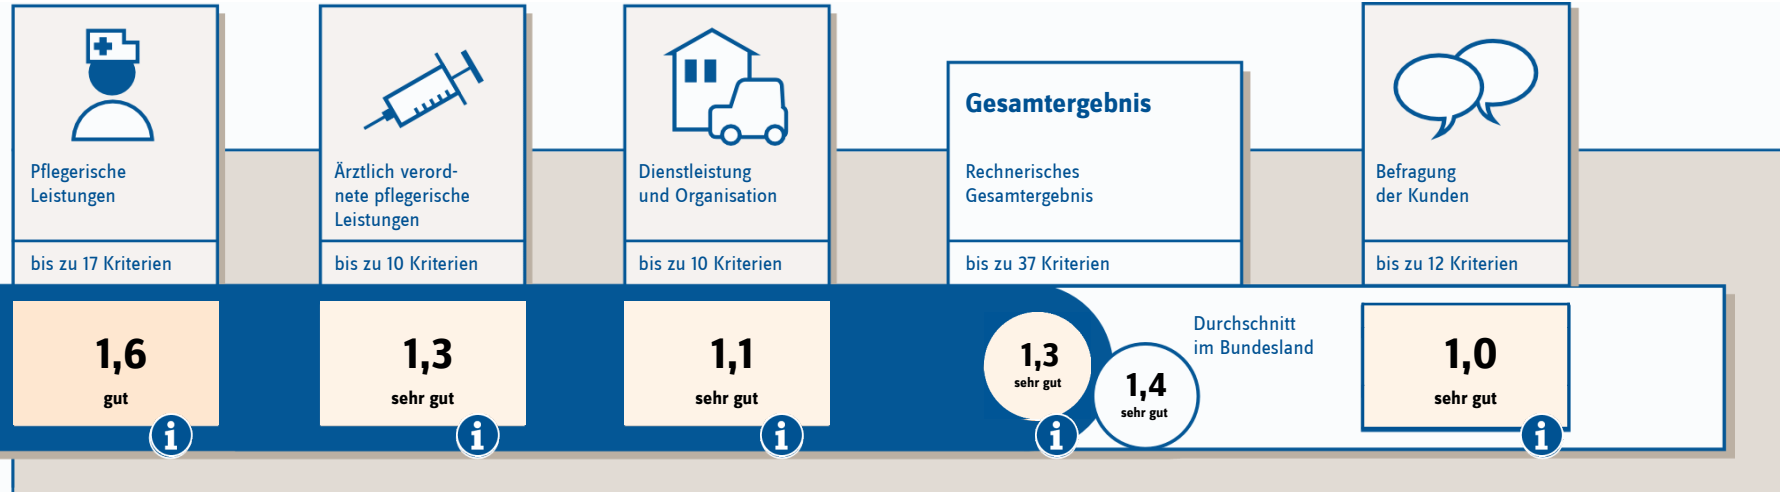 Pflegerische
Leistungen
bis zu 17 Kriterien
1,6
gut
i
Ärztlich verord-
nete pflegerische
Leistungen
bis zu 10 Kriterien
1,3
sehr gut
i
Dienstleistung
und Organisation
bis zu 10 Kriterien
1,1
sehr gut
i
Gesamtergebnis
Rechnerisches
Gesamtergebnis
bis zu 37 Kriterien
1,3
sehr gut
i
Durchschnitt
im Bundesland
1,4
sehr gut
Befragung
der Kunden
bis zu 12 Kriterien
1,0
sehr gut
i